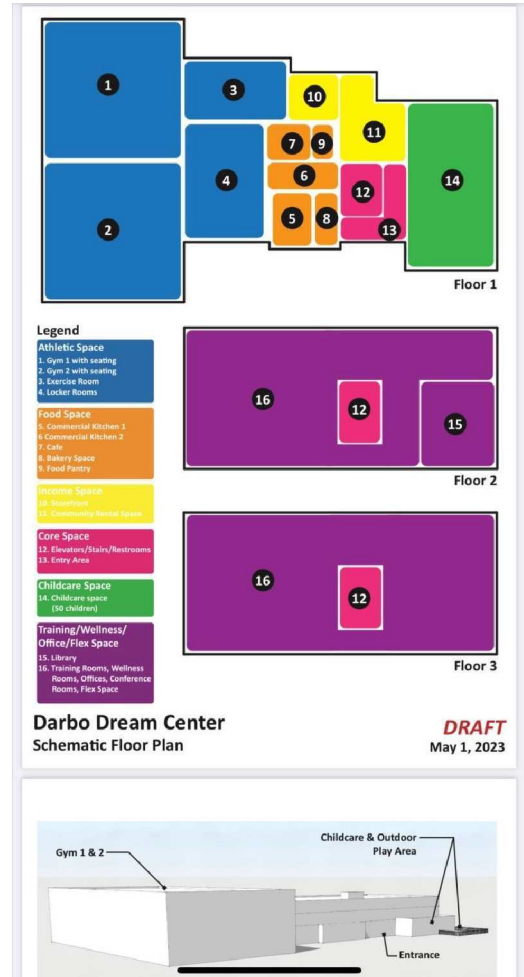 1
2
3
4
10
7
9
6
5
8
11
12
13
14
Floor 1
Legend
Athletic Space
1. Gym 1 with seating
2. Gym 2 with seating
3. Exercise Room
4. Locker Rooms
Food Space
5. Commercial Kitchen 1
6 Commercial Kitchen 2
7. Cafe
8. Bakery Space
9. Food Pantry
Income Space
10. Storefront
11. Community Rental Space
Core Space
12. Elevators/Stairs/Restrooms
13. Entry Area
Childcare Space
14. Childcare space
(50 children)
Training/Wellness/
Office/Flex Space
15. Library
16. Training Rooms, Wellness
Rooms, Offices, Conference
Rooms, Flex Space
16
12
15
Floor 2
16
12
Floor 3
Darbo Dream Center
Schematic Floor Plan
DRAFT
May 1, 2023
Gym 1 & 2
Childcare & Outdoor
Play Area
Entrance